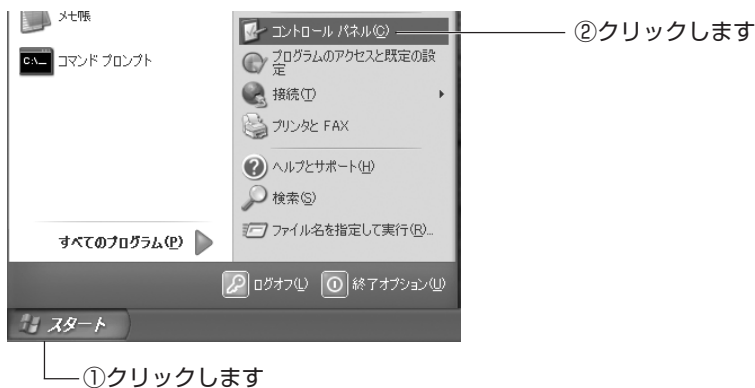 メモ帳
コマンド プロンプト
すべてのプログラム(P)
コントロール パネル(C)
プログラムのアクセスと既定の設
定
接続(T)
プリンタと FAX
ヘルプとサポート(H)
検索(S)
ファイル名を指定して実行(R)...
ログオフ(L)
終了オプション(U)
スタート
②クリックします
①クリックします